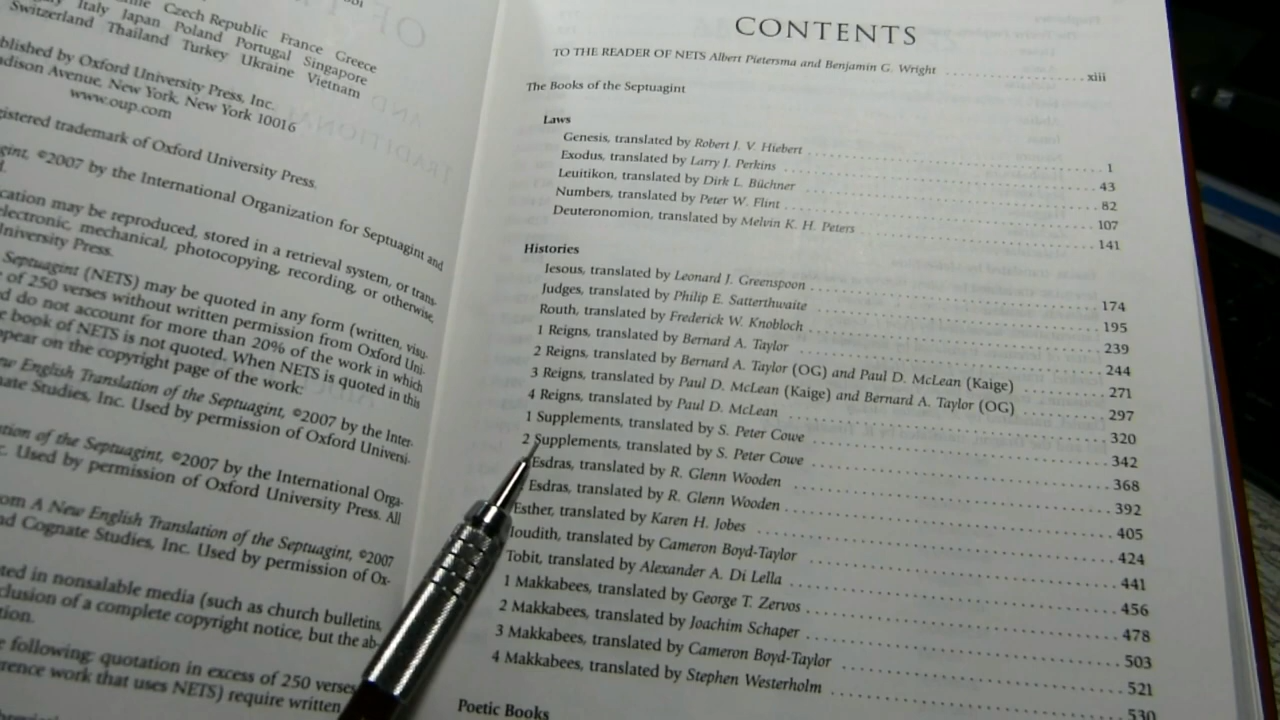 Czech Republic France Greece
Italy Japan Poland Portugal Singapore
Switzerland Thailand Turkey Ukraine Vietnam
blished by Oxford University Press, Inc.
adison Avenue, New York, New York 10016
www.oup.com
gistered trademark of Oxford University Press.
agint, ©2007 by the International Organization for Septuagint and
cation may be reproduced, stored in a retrieval system, or trans-
electronic, mechanical, photocopying, recording, or otherwise,
University Press.
Septuagint (NETS) may be quoted in any form (written, visu-
of 250 verses without written permission from Oxford Uni-
d do not account for more than 20% of the work in which
e book of NETS is not quoted. When NETS is quoted in this
ppear on the copyright page of the work:
ew English Translation of the Septuagint, ©2007 by the Inter-
nate Studies, Inc. Used by permission of Oxford Universi-
ation of the Septuagint, ©2007 by the International Orga-
c. Used by permission of Oxford University Press. All
om A New English Translation of the Septuagint, ©2007
nd Cognate Studies, Inc. Used by permission of Ox-
ted in nonsalable media (such as church bulletins,
clusion of a complete copyright notice, but the ab-
tion.
e following: quotation in excess of 250 verses
erence work that uses NETS) require written
CONTENTS
TO THE READER OF NETS Albert Pietersma and Benjamin G. Wright xiii
The Books of the Septuagint
Laws
Genesis, translated by Robert J. V. Hiebert 1
Exodus, translated by Larry J. Perkins 43
Leuitikon, translated by Dirk L. Büchner 82
Numbers, translated by Peter W. Flint 107
Deuteronomion, translated by Melvin K. H. Peters 141
Histories
Iesous, translated by Leonard J. Greenspoon 174
Judges, translated by Philip E. Satterthwaite 195
Routh, translated by Frederick W. Knobloch 239
1 Reigns, translated by Bernard A. Taylor 244
2 Reigns, translated by Bernard A. Taylor (OG) and Paul D. McLean (Kaige) 271
3 Reigns, translated by Paul D. McLean (Kaige) and Bernard A. Taylor (OG) 297
4 Reigns, translated by Paul D. McLean 320
1 Supplements, translated by S. Peter Cowe 342
2 Supplements, translated by S. Peter Cowe 368
Esdras, translated by R. Glenn Wooden 392
Esdras, translated by R. Glenn Wooden 405
Esther, translated by Karen H. Jobes 424
Ioudith, translated by Cameron Boyd-Taylor 441
Tobit, translated by Alexander A. Di Lella 456
1 Makkabees, translated by George T. Zervos 478
2 Makkabees, translated by Joachim Schaper 503
3 Makkabees, translated by Cameron Boyd-Taylor 521
4 Makkabees, translated by Stephen Westerholm 530
Poetic Books